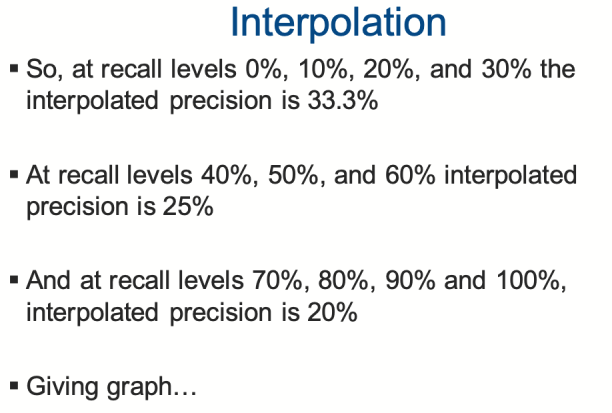 Interpolation
▪ So, at recall levels 0%, 10%, 20%, and 30% the
interpolated precision is 33.3%
▪ At recall levels 40%, 50%, and 60% interpolated
precision is 25%
▪ And at recall levels 70%, 80%, 90% and 100%,
interpolated precision is 20%
▪ Giving graph…